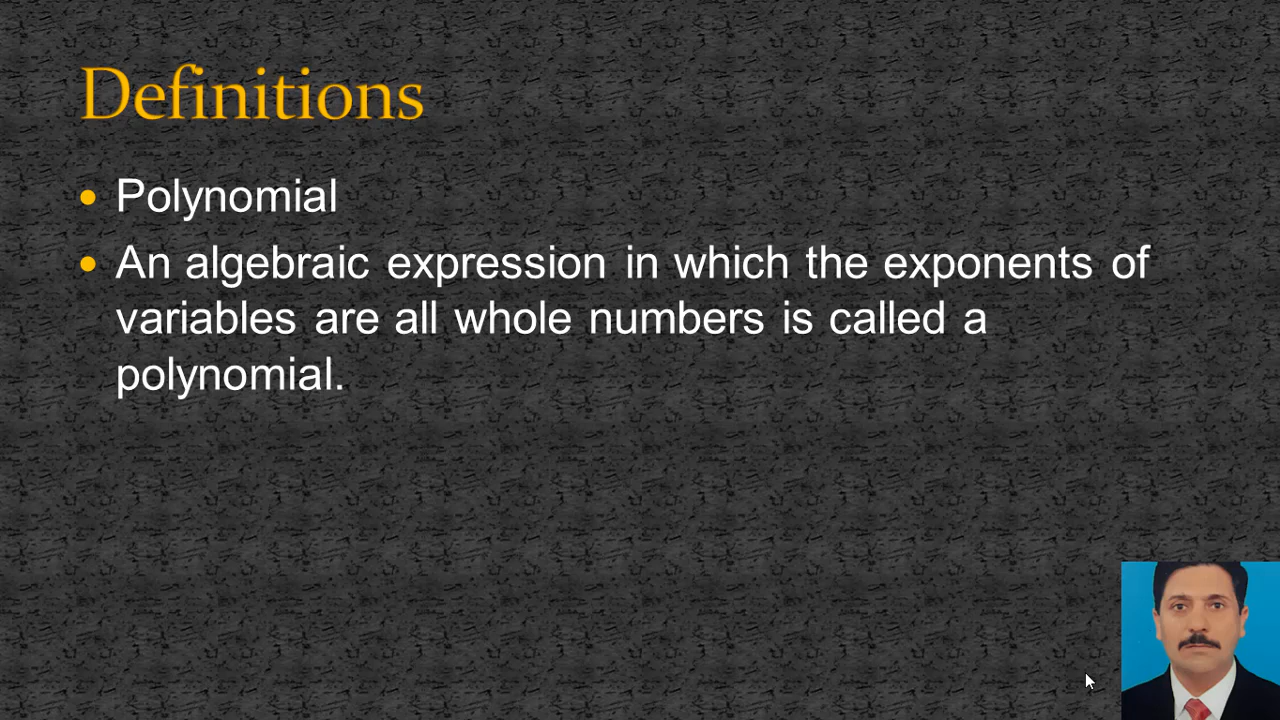 Definitions
Polynomial
An algebraic expression in which the exponents of
variables are all whole numbers is called a
polynomial.